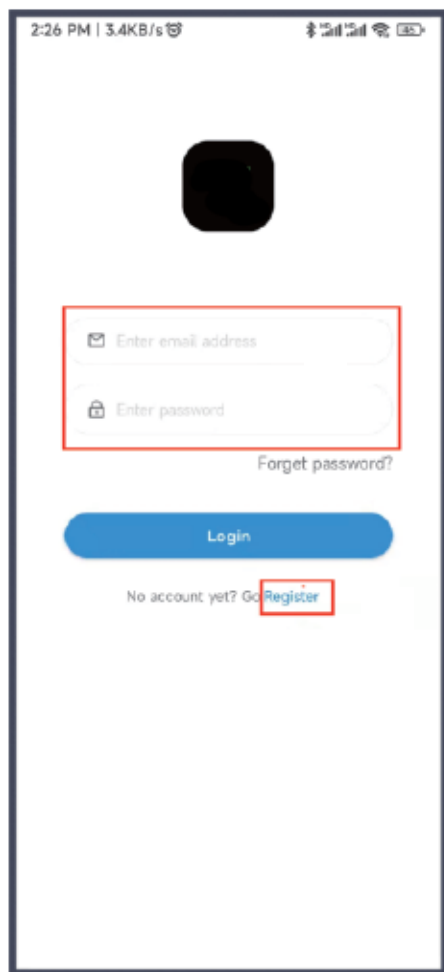 2:26 PM | 3.4KB/s
Enter email address
Enter password
Forget password?
Login
No account yet? Go Register